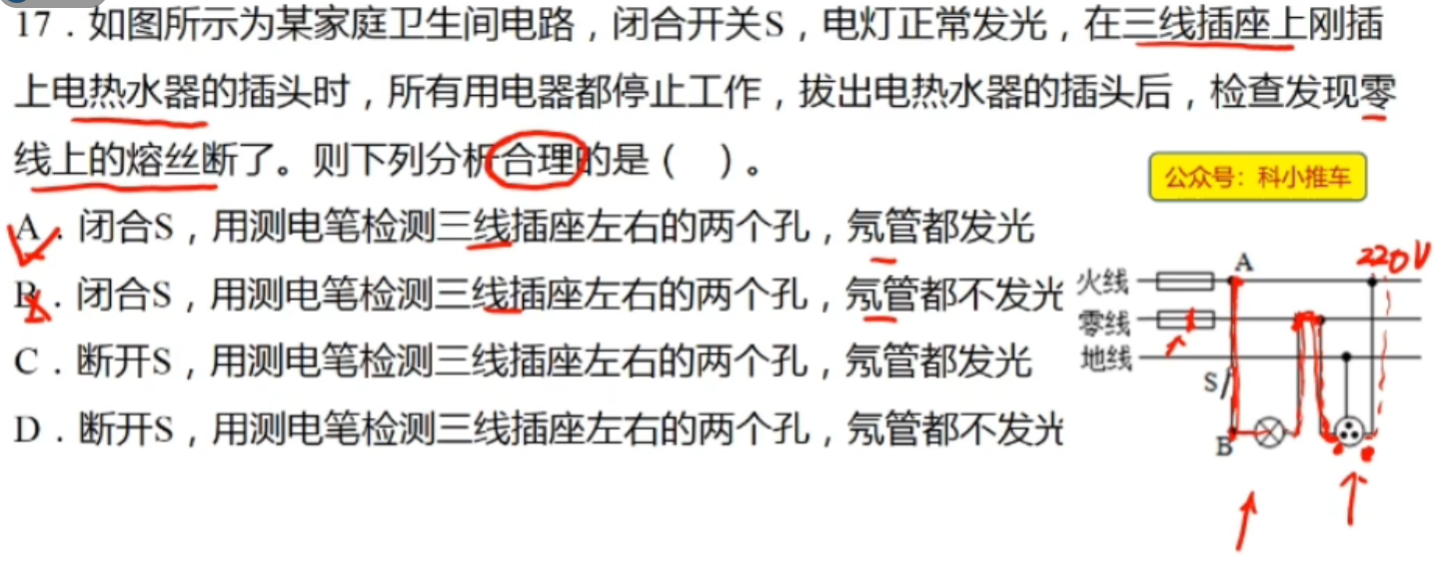 17．如图所示为某家庭卫生间电路，闭合开关S，电灯正常发光，在三线插座上刚插
上电热水器的插头时，所有用电器都停止工作，拔出电热水器的插头后，检查发现零
线上的熔丝断了。则下列分析合理的是（　）。
公众号：科小推车
A．闭合S，用测电笔检测三线插座左右的两个孔，氖管都发光
B．闭合S，用测电笔检测三线插座左右的两个孔，氖管都不发光
C．断开S，用测电笔检测三线插座左右的两个孔，氖管都发光
D．断开S，用测电笔检测三线插座左右的两个孔，氖管都不发光
220V
A
火线
零线
地线
S
B